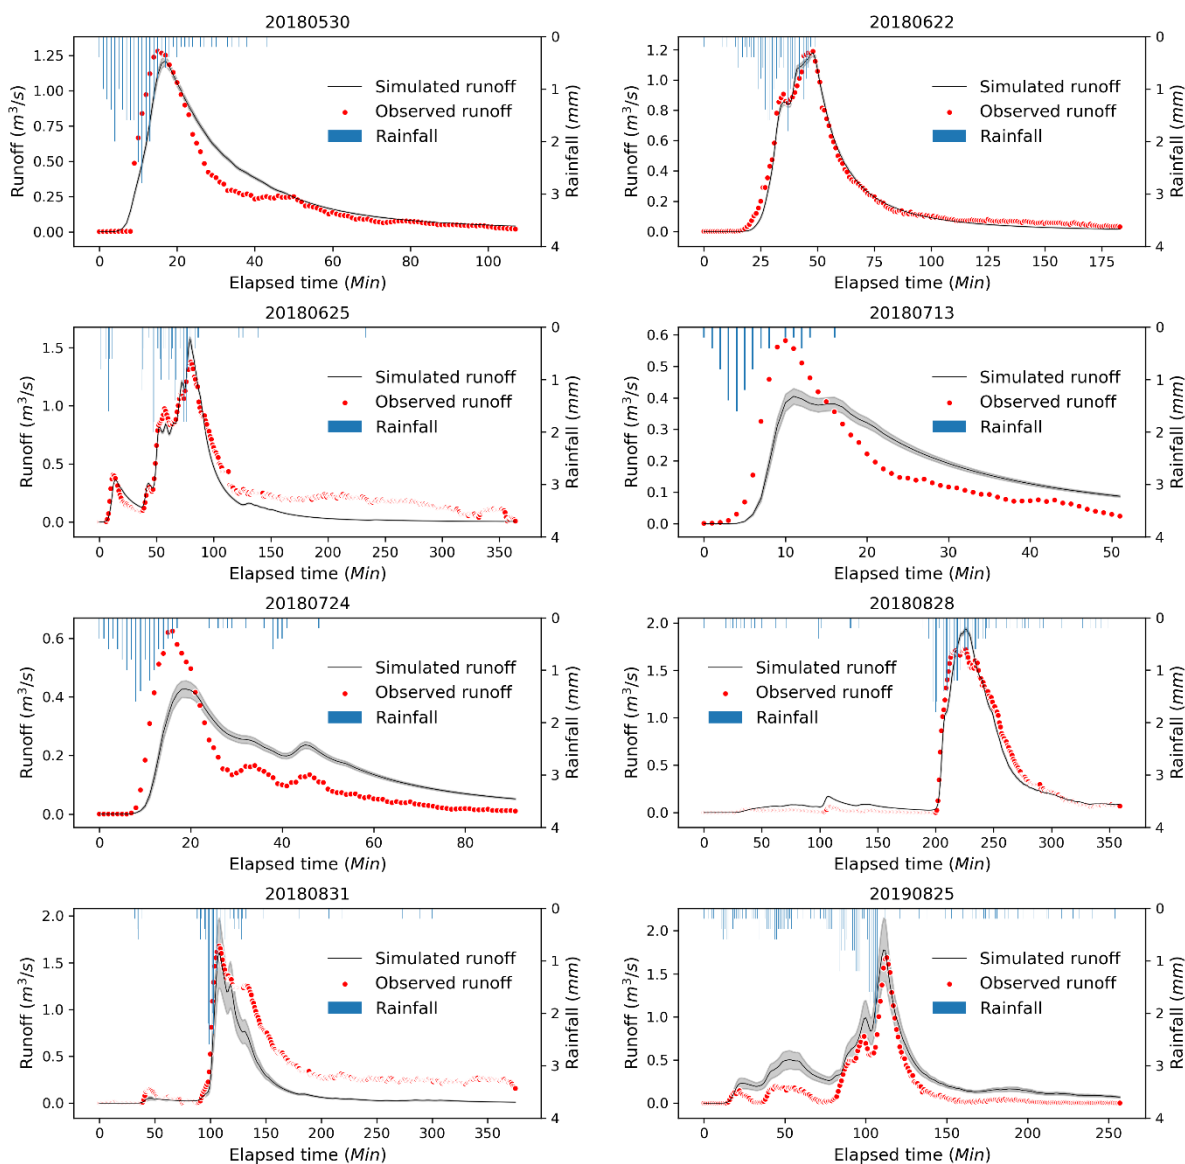 20180530
1.25
1.00
0.75
0.50
0.25
0.00
Runoff (m³/s)
0
1
2
3
4
Rainfall (mm)
Simulated runoff
Observed runoff
Rainfall
0 20 40 60 80 100
Elapsed time (Min)
20180622
1.2
1.0
0.8
0.6
0.4
0.2
0.0
Runoff (m³/s)
0
1
2
3
4
Rainfall (mm)
Simulated runoff
Observed runoff
Rainfall
0 25 50 75 100 125 150 175
Elapsed time (Min)
20180625
1.5
1.0
0.5
0.0
Runoff (m³/s)
0
1
2
3
4
Rainfall (mm)
Simulated runoff
Observed runoff
Rainfall
0 50 100 150 200 250 300 350
Elapsed time (Min)
20180713
0.6
0.5
0.4
0.3
0.2
0.1
0.0
Runoff (m³/s)
0
1
2
3
4
Rainfall (mm)
Simulated runoff
Observed runoff
Rainfall
0 10 20 30 40 50
Elapsed time (Min)
20180724
0.6
0.4
0.2
0.0
Runoff (m³/s)
0
1
2
3
4
Rainfall (mm)
Simulated runoff
Observed runoff
Rainfall
0 20 40 60 80
Elapsed time (Min)
20180828
2.0
1.5
1.0
0.5
0.0
Runoff (m³/s)
0
1
2
3
4
Rainfall (mm)
Simulated runoff
Observed runoff
Rainfall
0 50 100 150 200 250 300 350
Elapsed time (Min)
20180831
2.0
1.5
1.0
0.5
0.0
Runoff (m³/s)
0
1
2
3
4
Rainfall (mm)
Simulated runoff
Observed runoff
Rainfall
0 50 100 150 200 250 300 350
Elapsed time (Min)
20190825
2.0
1.5
1.0
0.5
0.0
Runoff (m³/s)
0
1
2
3
4
Rainfall (mm)
Simulated runoff
Observed runoff
Rainfall
0 50 100 150 200 250
Elapsed time (Min)